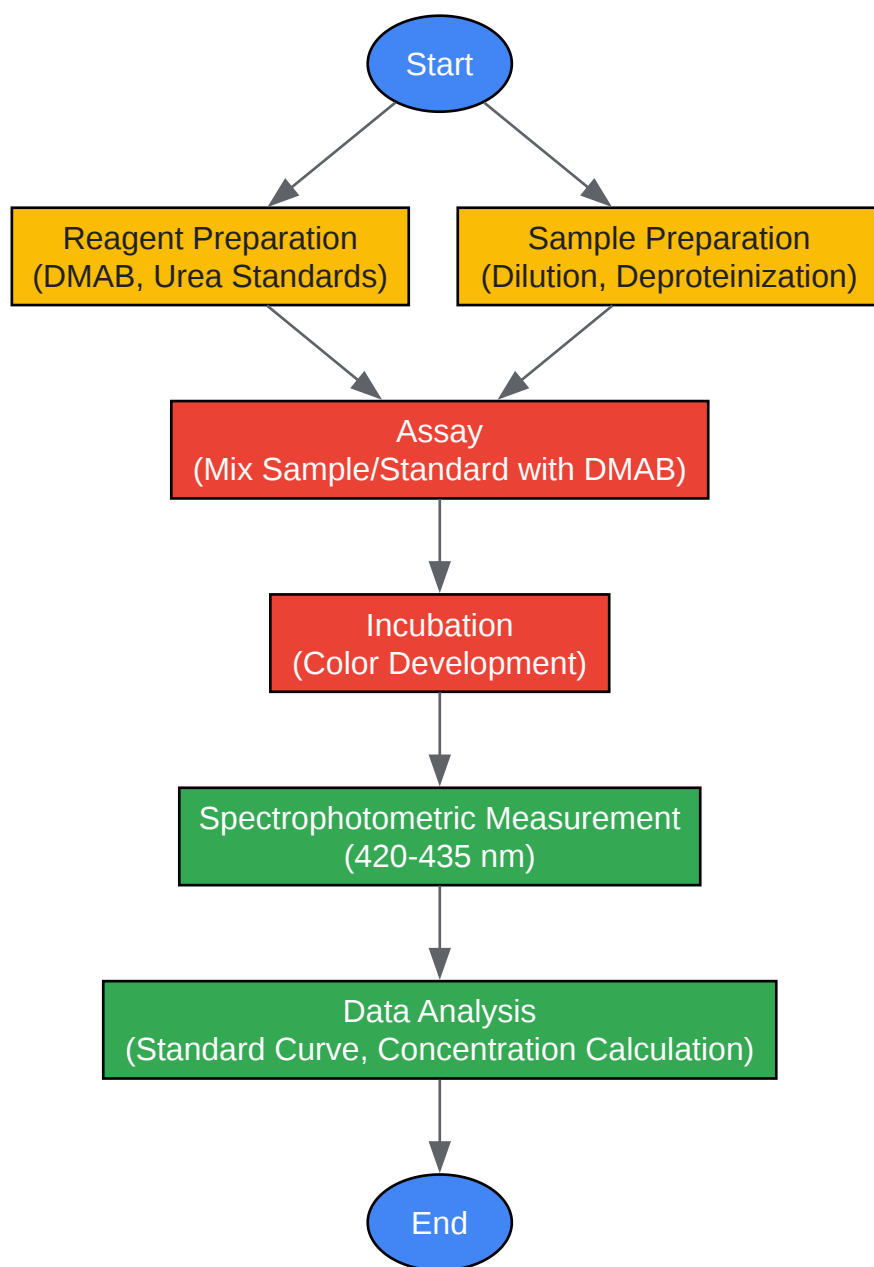 Start
Reagent Preparation
(DMAB, Urea Standards)
Sample Preparation
(Dilution, Deproteinization)
Assay
(Mix Sample/Standard with DMAB)
Incubation
(Color Development)
Spectrophotometric Measurement
(420-435 nm)
Data Analysis
(Standard Curve, Concentration Calculation)
End